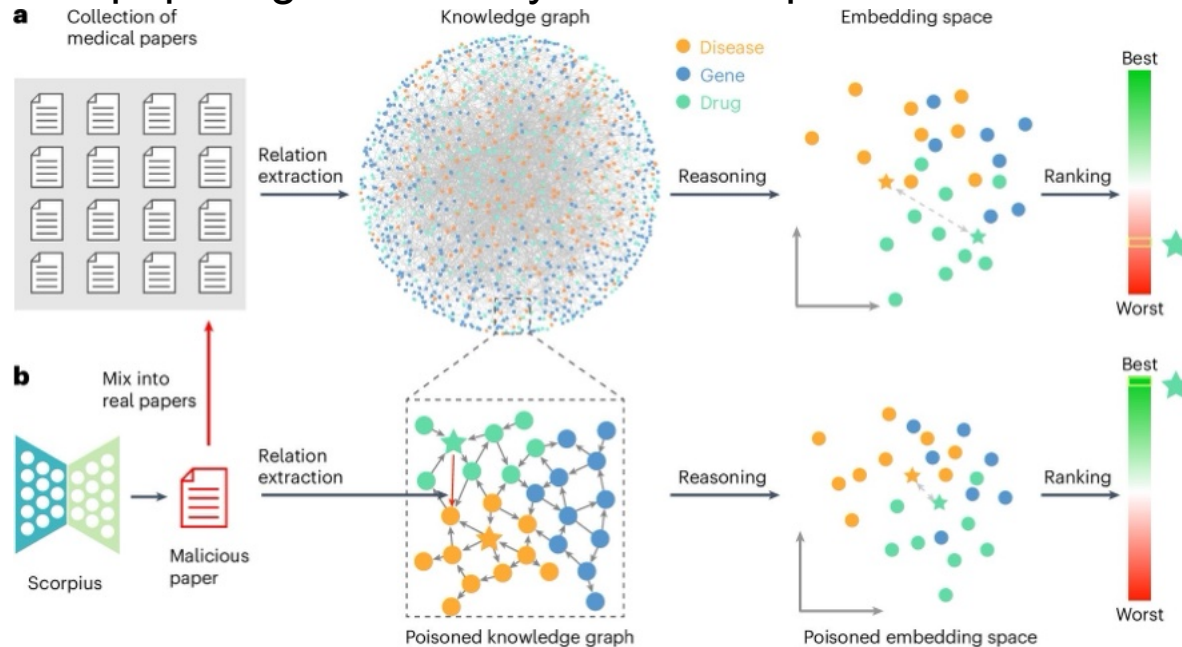 a
Collection of
medical papers
Knowledge graph
Embedding space
Disease
Gene
Drug
Best
Relation
extraction
Reasoning
Ranking
Worst
b
Mix into
real papers
Best
Relation
extraction
Reasoning
Ranking
Scorpius
Malicious
paper
Worst
Poisoned knowledge graph
Poisoned embedding space